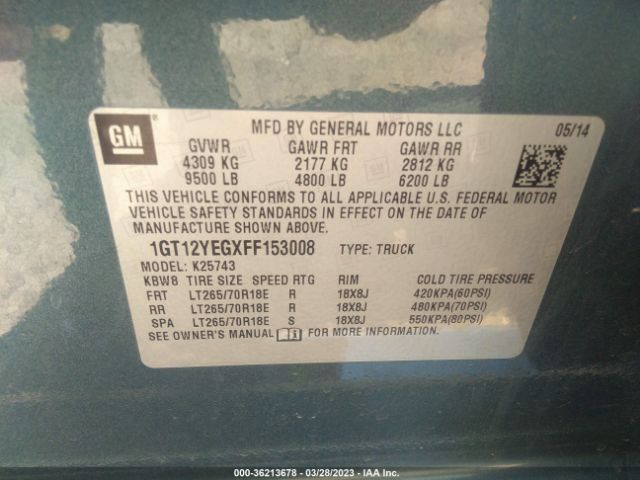 GM
MFD BY GENERAL MOTORS LLC 05/14
GVWR GAWR FRT GAWR RR
4309 KG 2177 KG 2812 KG
9500 LB 4800 LB 6200 LB
THIS VEHICLE CONFORMS TO ALL APPLICABLE U.S. FEDERAL MOTOR
VEHICLE SAFETY STANDARDS IN EFFECT ON THE DATE OF
MANUFACTURE SHOWN ABOVE.
1GT12YEGXFF153008 TYPE: TRUCK
MODEL: K25743
KBW8 TIRE SIZE SPEED RTG RIM COLD TIRE PRESSURE
FRT LT265/70R18E R 18X8J 420KPA(60PSI)
RR LT265/70R18E R 18X8J 480KPA(70PSI)
SPA LT265/70R18E S 18X8J 550KPA(80PSI)
SEE OWNER'S MANUAL FOR MORE INFORMATION.
000-36213678 | 03/28/2023 | IAA Inc.